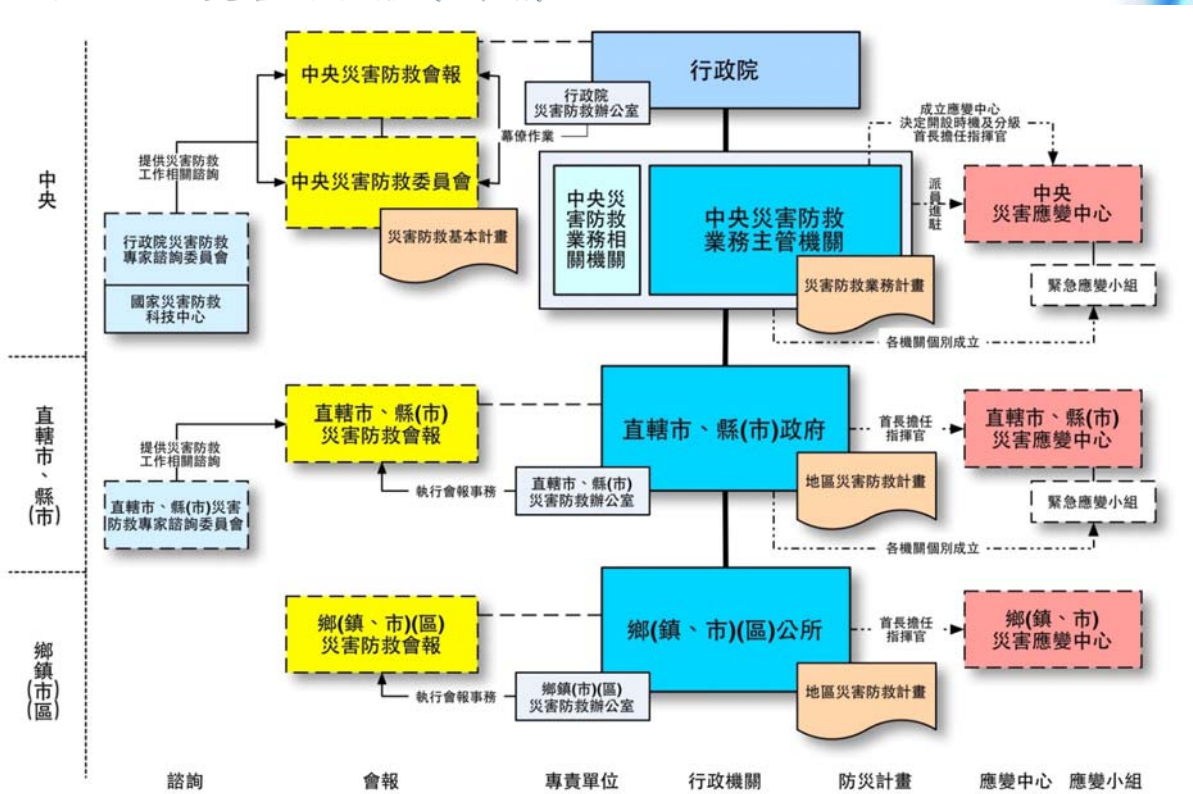 中央災害防救會報
行政院
行政院
災害防救辦公室
幕僚作業
成立應變中心
決定開設時機及分級
首長擔任指揮官
提供災害防救
工作相關諮詢
中央災害防救委員會
災害防救基本計畫
中央災
害防救
業務相
關機關
中央災害防救
業務主管機關
派員進駐
中央
災害應變中心
中央
行政院災害防救
專家諮詢委員會
國家災害防救
科技中心
災害防救業務計畫
緊急應變小組
各機關個別成立
直轄市、縣(市)
直轄市、縣(市)
災害防救會報
直轄市、縣(市)政府
首長擔任
指揮官
直轄市、縣(市)
災害應變中心
提供災害防救
工作相關諮詢
直轄市、縣(市)災害
防救專家諮詢委員會
執行會報事務
直轄市、縣(市)
災害防救辦公室
地區災害防救計畫
緊急應變小組
各機關個別成立
鄉鎮(市)(區)
鄉(鎮、市)(區)
災害防救會報
鄉(鎮、市)(區)公所
首長擔任
指揮官
鄉(鎮、市)
災害應變中心
執行會報事務
鄉鎮(市)(區)
災害防救辦公室
地區災害防救計畫
諮詢
會報
專責單位
行政機關
防災計畫
應變中心
應變小組